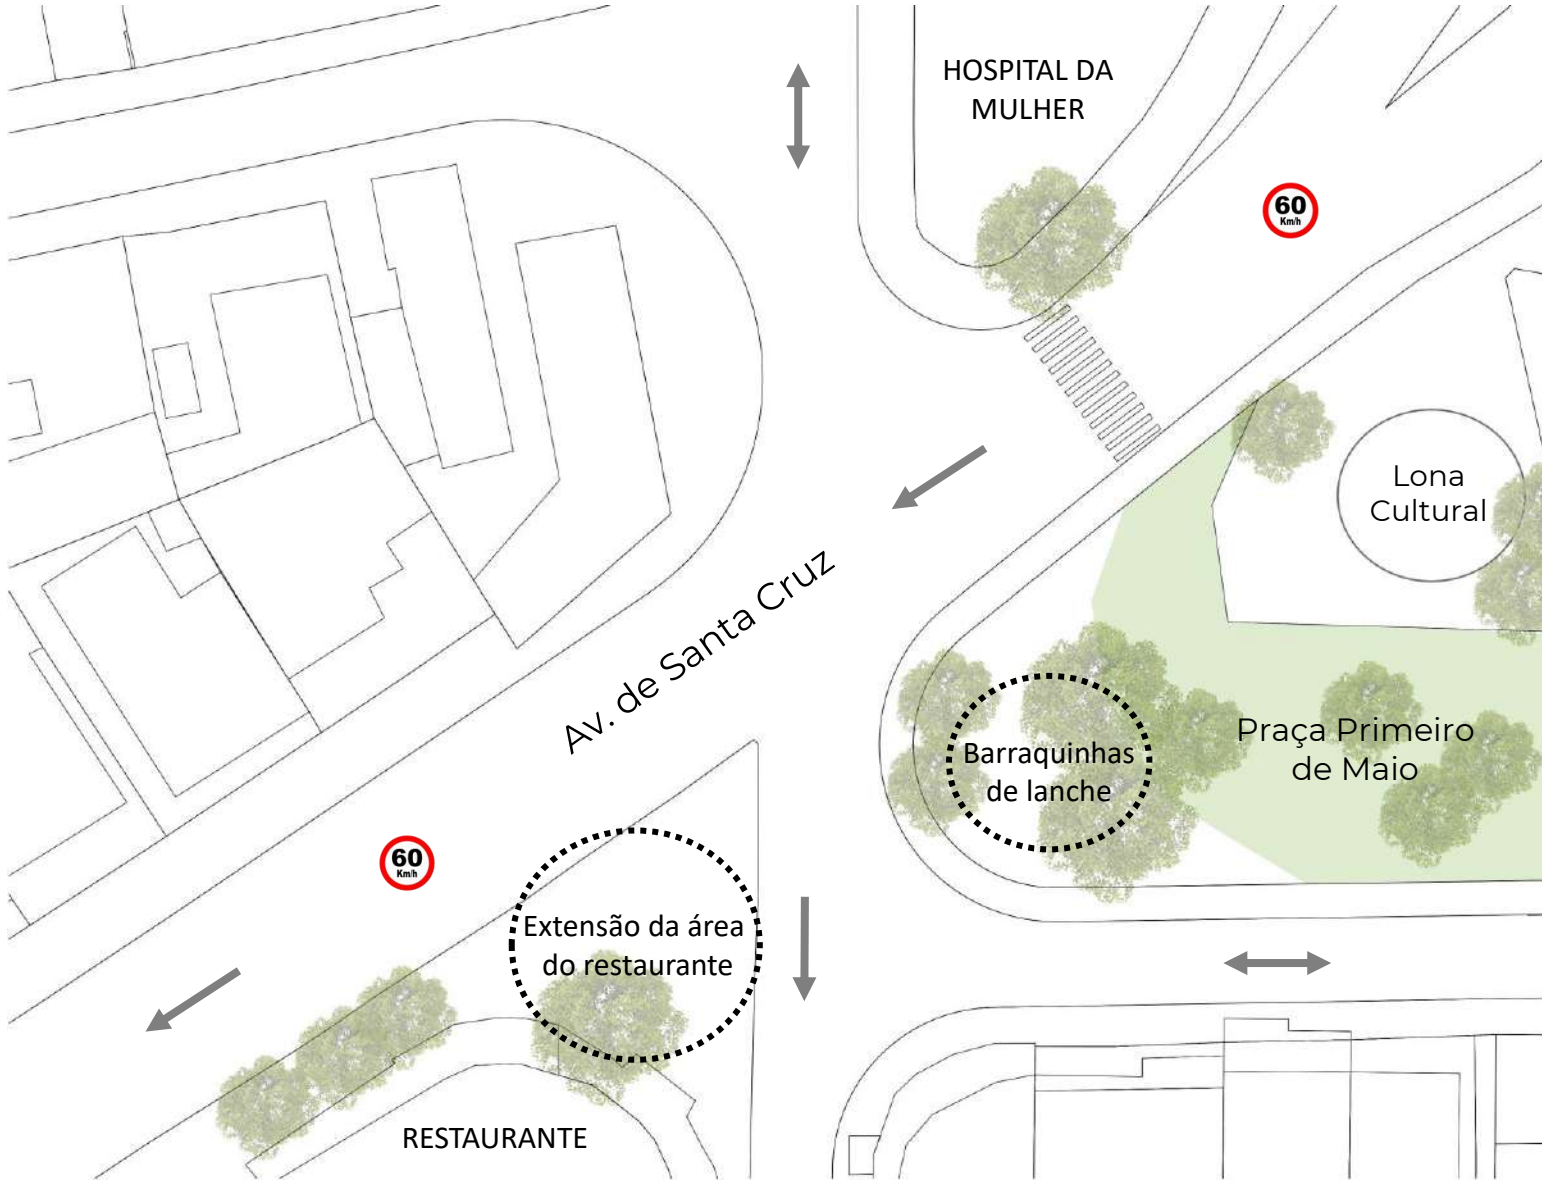 HOSPITAL DA
MULHER
60
Km/h
Lona
Cultural
Av. de Santa Cruz
Praça Primeiro
de Maio
Barraquinhas
de lanche
60
Km/h
Extensão da área
do restaurante
RESTAURANTE